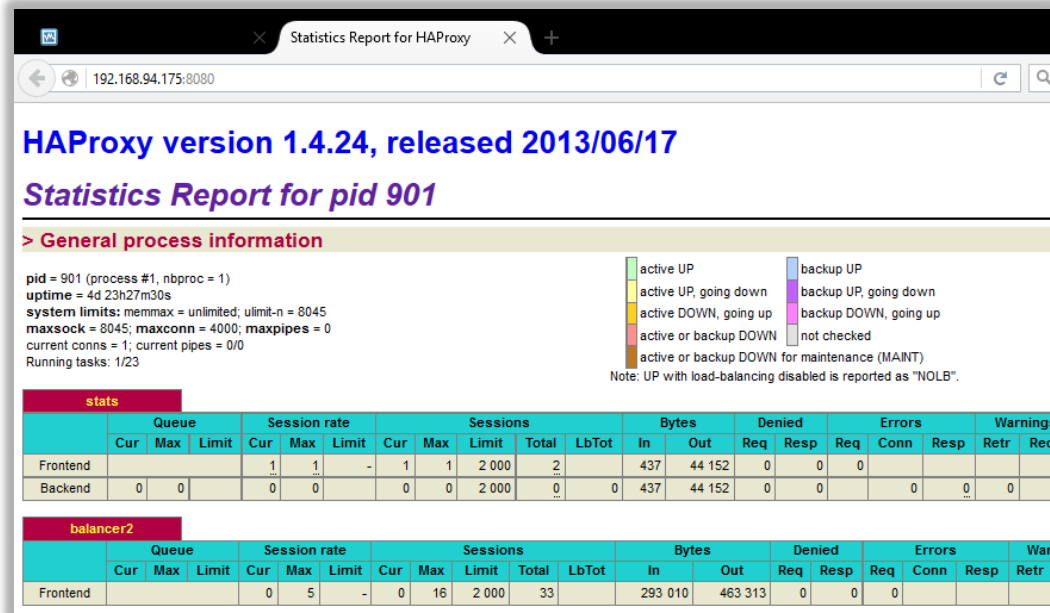 Statistics Report for HAProxy
192.168.94.175:8080
HAProxy version 1.4.24, released 2013/06/17
Statistics Report for pid 901
> General process information
pid = 901 (process #1, nbproc = 1)
uptime = 4d 23h27m30s
system limits: memmax = unlimited; ulimit-n = 8045
maxsock = 8045; maxconn = 4000; maxpipes = 0
current conns = 1; current pipes = 0/0
Running tasks: 1/23
active UP backup UP
active UP, going down backup UP, going down
active DOWN, going up backup DOWN, going up
active or backup DOWN not checked
active or backup DOWN for maintenance (MAINT)
Note: UP with load-balancing disabled is reported as "NOLB".
stats
Queue Session rate Sessions Bytes Denied Errors Warning
Cur Max Limit Cur Max Limit Cur Max Limit Total LbTot In Out Req Resp Req Conn Resp Retr Rec
Frontend 1 1 - 1 1 2 000 2 437 44 152 0 0 0
Backend 0 0 0 0 0 0 2 000 0 0 437 44 152 0 0 0 0 0
balancer2
Queue Session rate Sessions Bytes Denied Errors War
Cur Max Limit Cur Max Limit Cur Max Limit Total LbTot In Out Req Resp Req Conn Resp Retr
Frontend 0 5 - 0 16 2 000 33 293 010 463 313 0 0 0